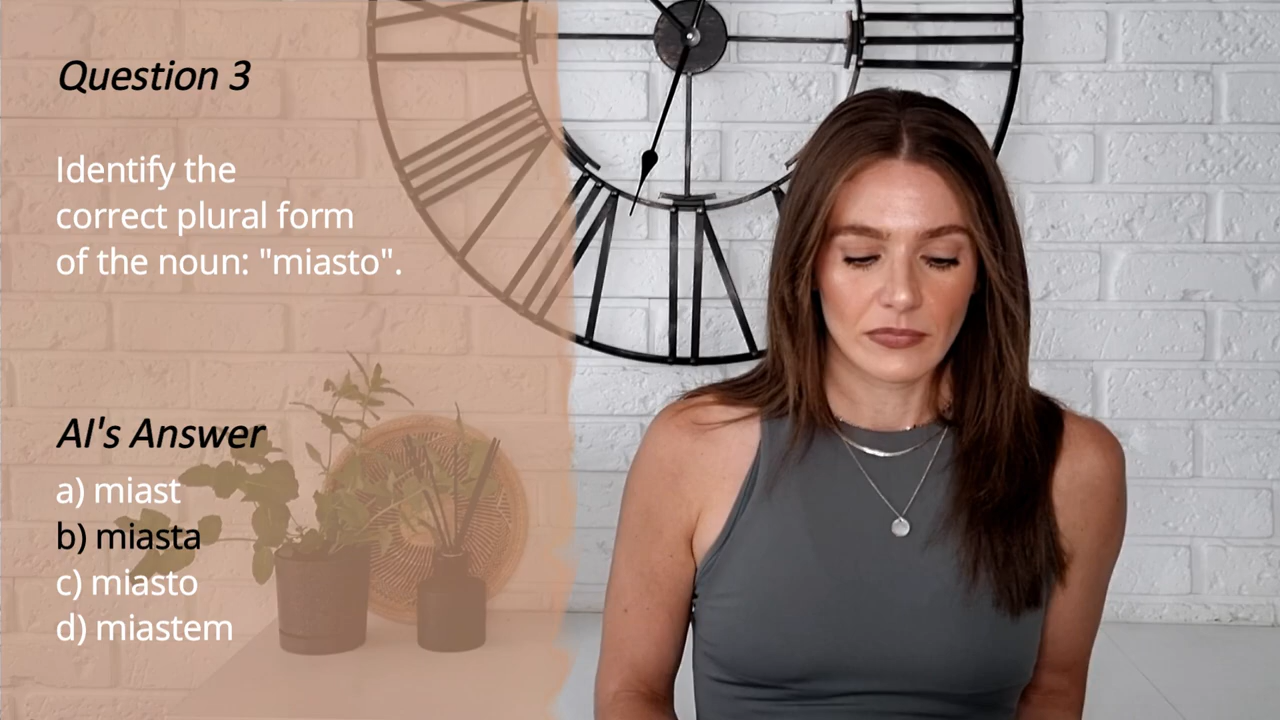 Question 3
Identify the
correct plural form
of the noun: "miasto".
AI's Answer
a) miast
b) miasta
c) miasto
d) miastem